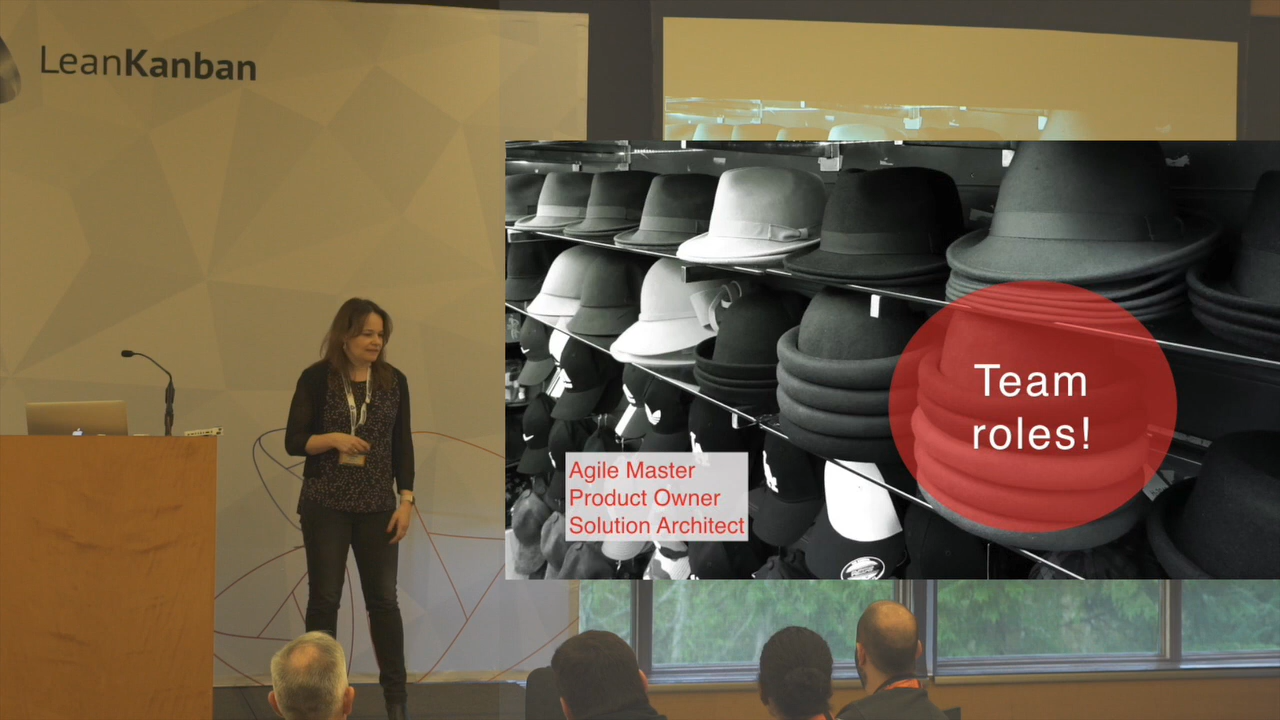 LeanKanban
Team
roles!
Agile Master
Product Owner
Solution Architect